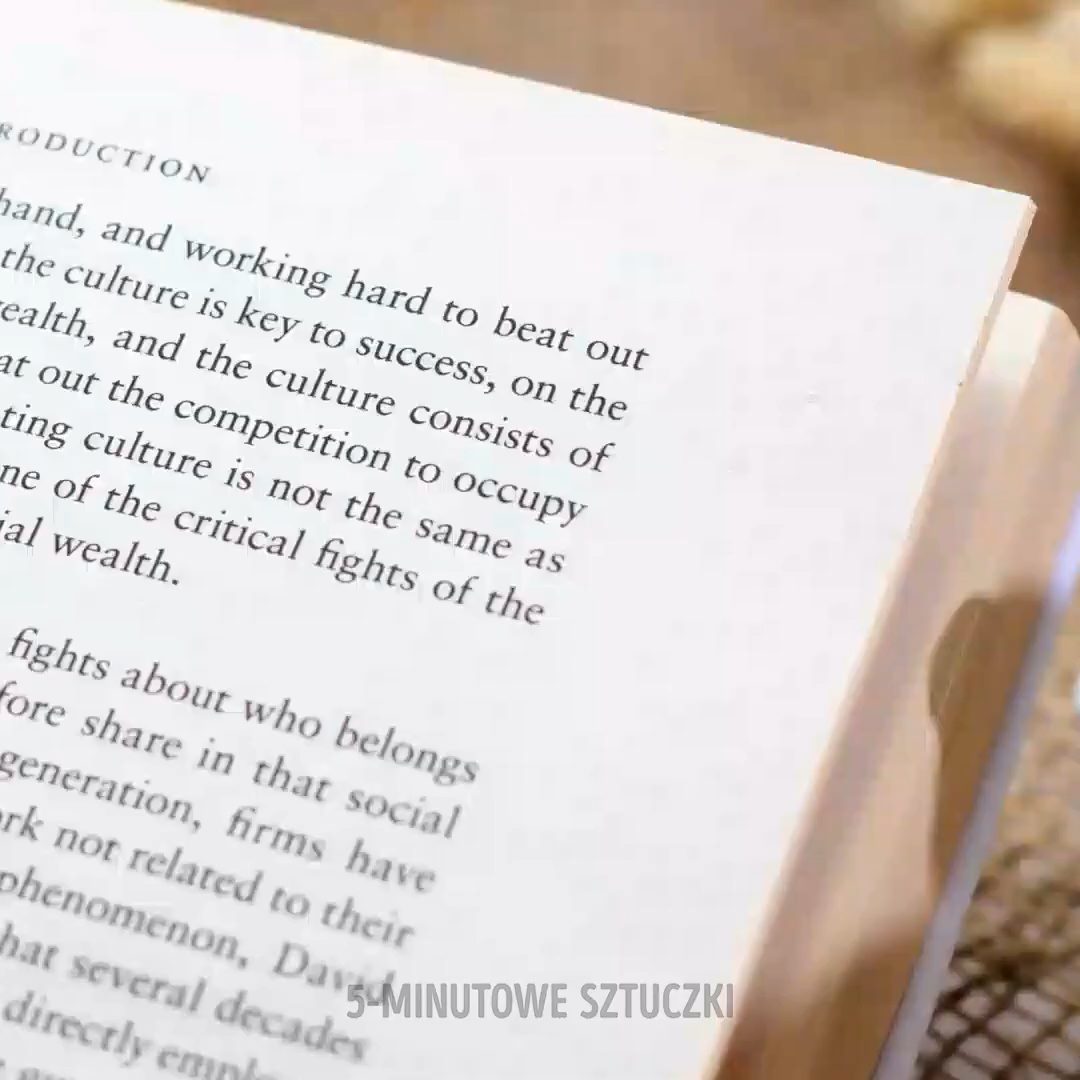 RODUCTION
hand, and working hard to beat out
the culture is key to success, on the
ealth, and the culture consists of
at out the competition to occupy
ting culture is not the same as
ne of the critical fights of the
ial wealth.
fights about who belongs
fore share in that social
generation, firms have
rk not related to their
phenomenon, David
hat several decades
directly emplo
5-MINUTOWE SZTUCZKI